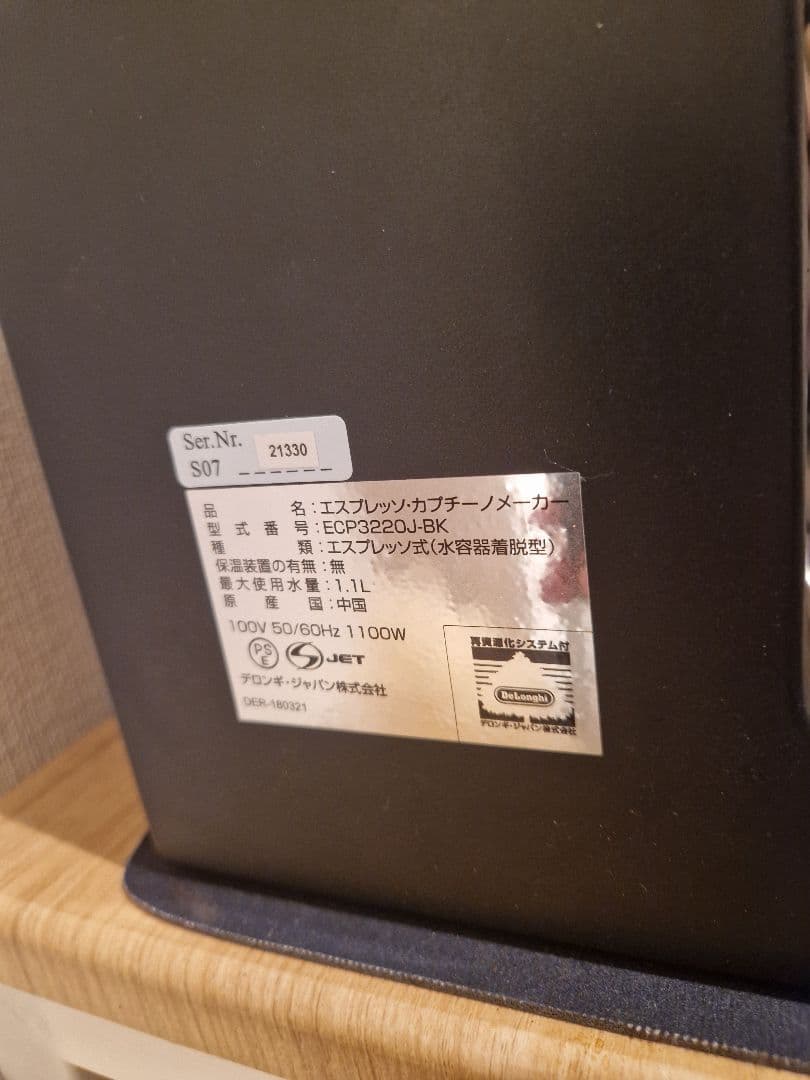 Ser.Nr.
21330
S07 _ _ _ _ _ _
品 名：エスプレッソ・カプチーノメーカー
型式番号：ECP3220J-BK
種 類：エスプレッソ式(水容器着脱型)
保温装置の有無：無
最大使用水量：1.1L
原産国：中国
100V 50/60Hz 1100W
PS
E
JET
デロンギ・ジャパン株式会社
DER-180321
再資源化システム付
DeLonghi
デロンギ・ジャパン株式会社